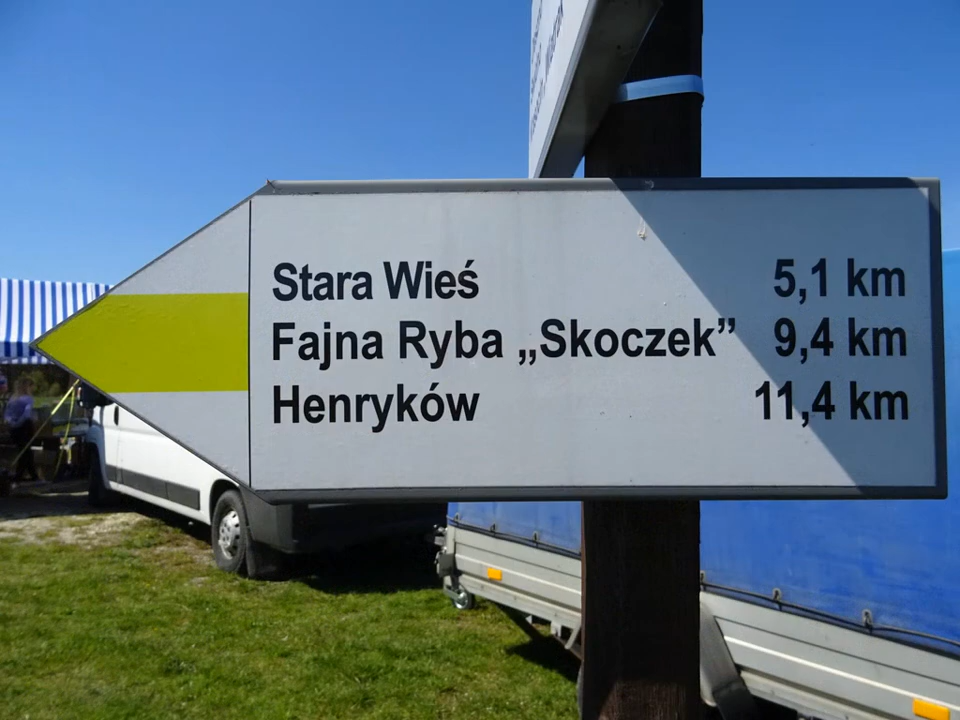 Stara Wieś 5,1 km
Fajna Ryba „Skoczek” 9,4 km
Henryków 11,4 km